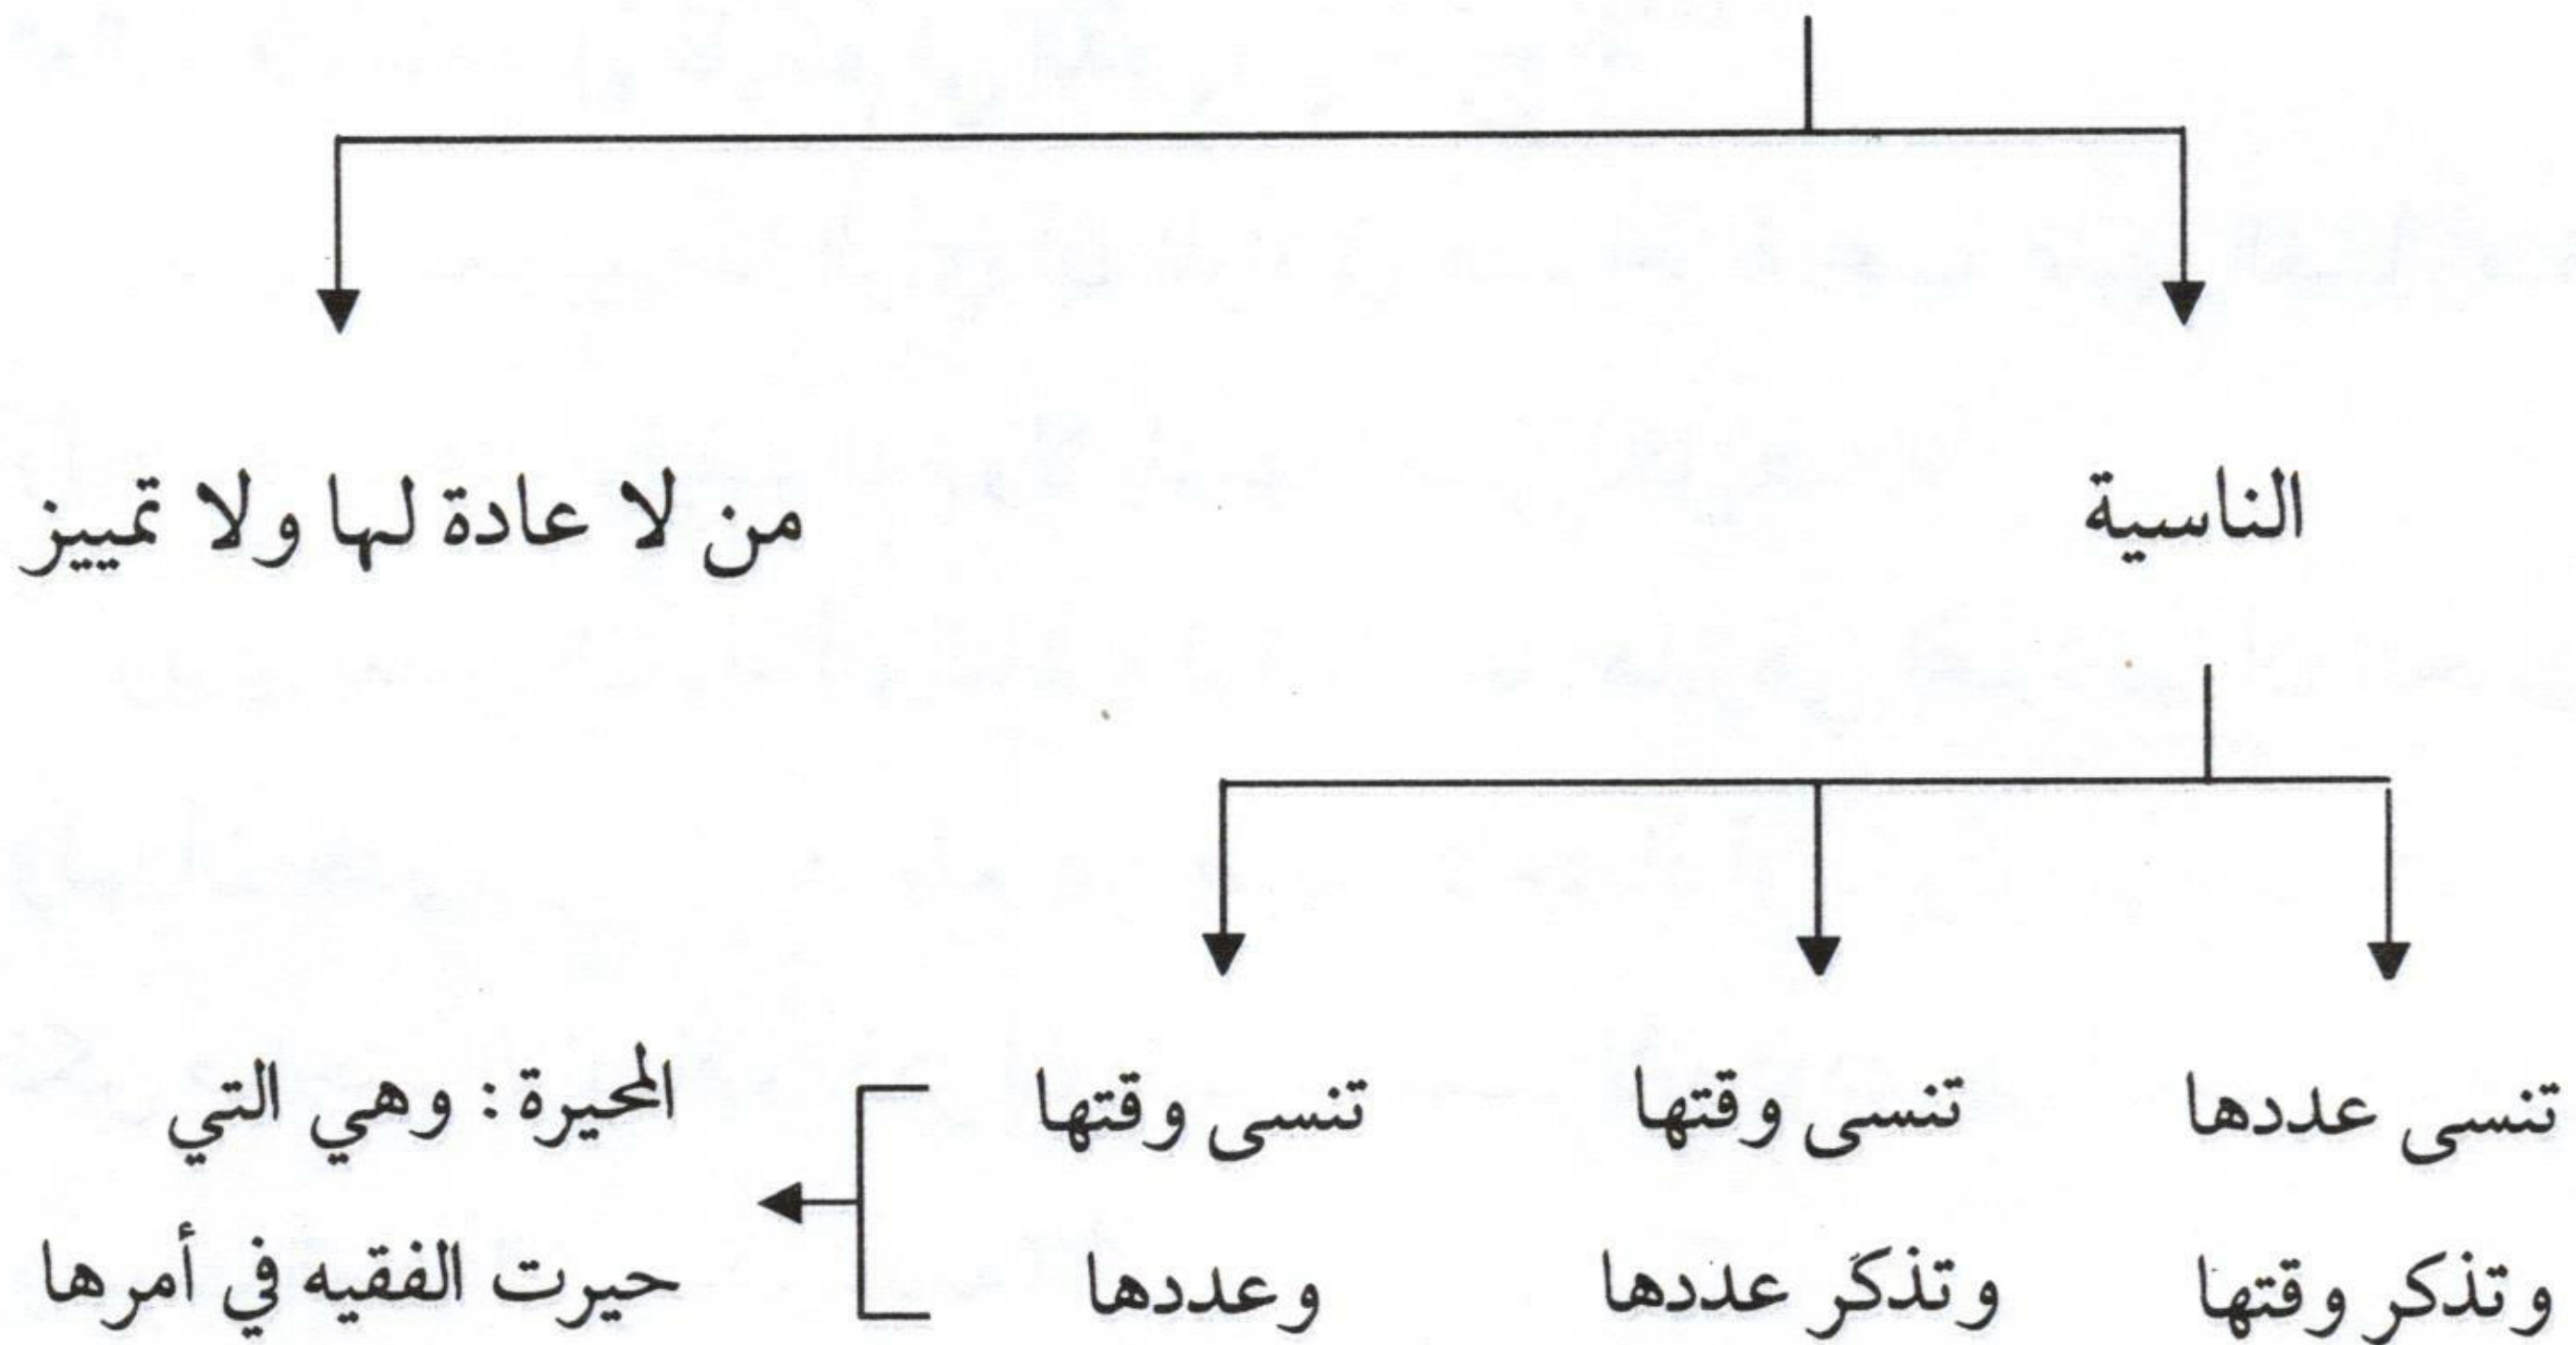 الناسية
من لا عادة لها ولا تمييز
تنسى عددها
وتذكر وقتها
تنسى وقتها
وتذكر عددها
تنسى وقتها
وعددها
المحيرة: وهي التي
حيرت الفقيه في أمرها